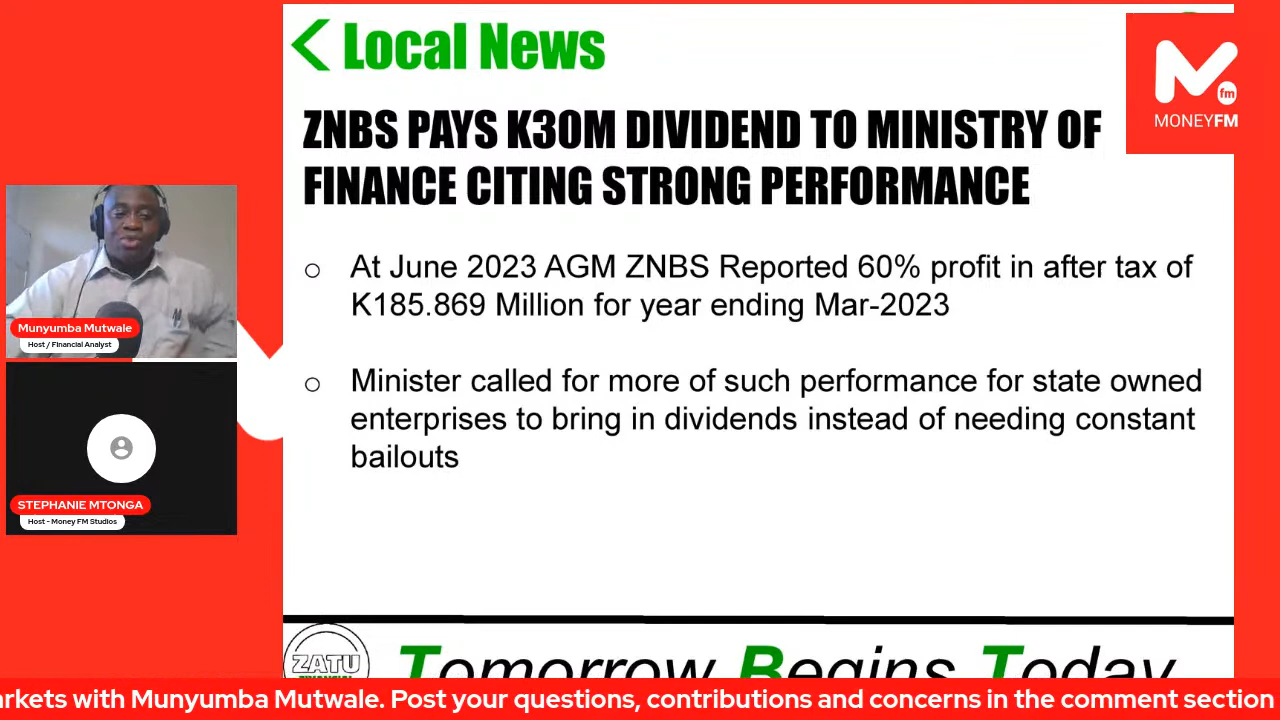 Local News
fm
MONEYFM
ZNBS PAYS K30M DIVIDEND TO MINISTRY OF
FINANCE CITING STRONG PERFORMANCE
At June 2023 AGM ZNBS Reported 60% profit in after tax of
K185.869 Million for year ending Mar-2023
Minister called for more of such performance for state owned
enterprises to bring in dividends instead of needing constant
bailouts
Munyumba Mutwale
Host / Financial Analyst
STEPHANIE MTONGA
Host - Money FM Studios
ZATU
FINANCIAL
Tomorrow Begins Today
arkets with Munyumba Mutwale. Post your questions, contributions and concerns in the comment section